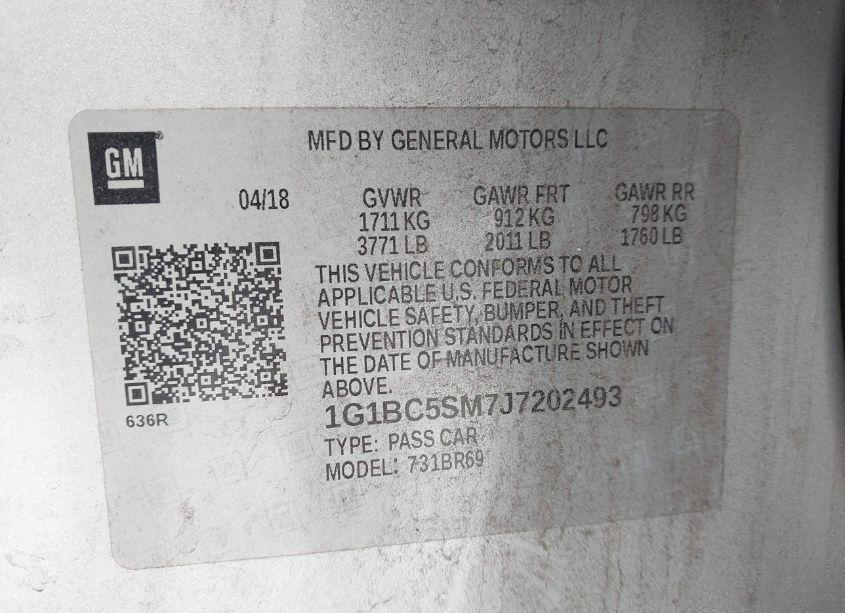 GM
MFD BY GENERAL MOTORS LLC
04/18 GVWR GAWR FRT GAWR RR
1711 KG 912 KG 798 KG
3771 LB 2011 LB 1760 LB
THIS VEHICLE CONFORMS TO ALL
APPLICABLE U.S. FEDERAL MOTOR
VEHICLE SAFETY, BUMPER, AND THEFT
PREVENTION STANDARDS IN EFFECT ON
THE DATE OF MANUFACTURE SHOWN
ABOVE.
636R
1G1BC5SM7J7202493
TYPE: PASS CAR
MODEL: 731BR69